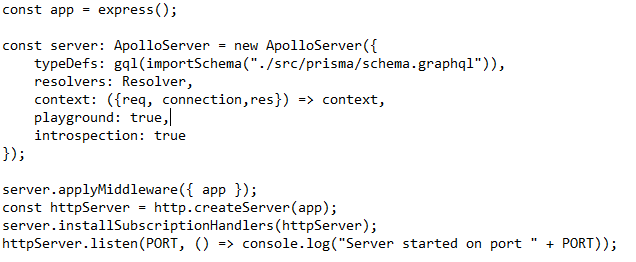 const app = express();

const server: ApolloServer = new ApolloServer({
    typeDefs: gql(importSchema("./src/prisma/schema.graphql")),
    resolvers: Resolver,
    context: ({req, connection,res}) => context,
    playground: true,
    introspection: true
});

server.applyMiddleware({ app });
const httpServer = http.createServer(app);
server.installSubscriptionHandlers(httpServer);
httpServer.listen(PORT, () => console.log("Server started on port " + PORT));